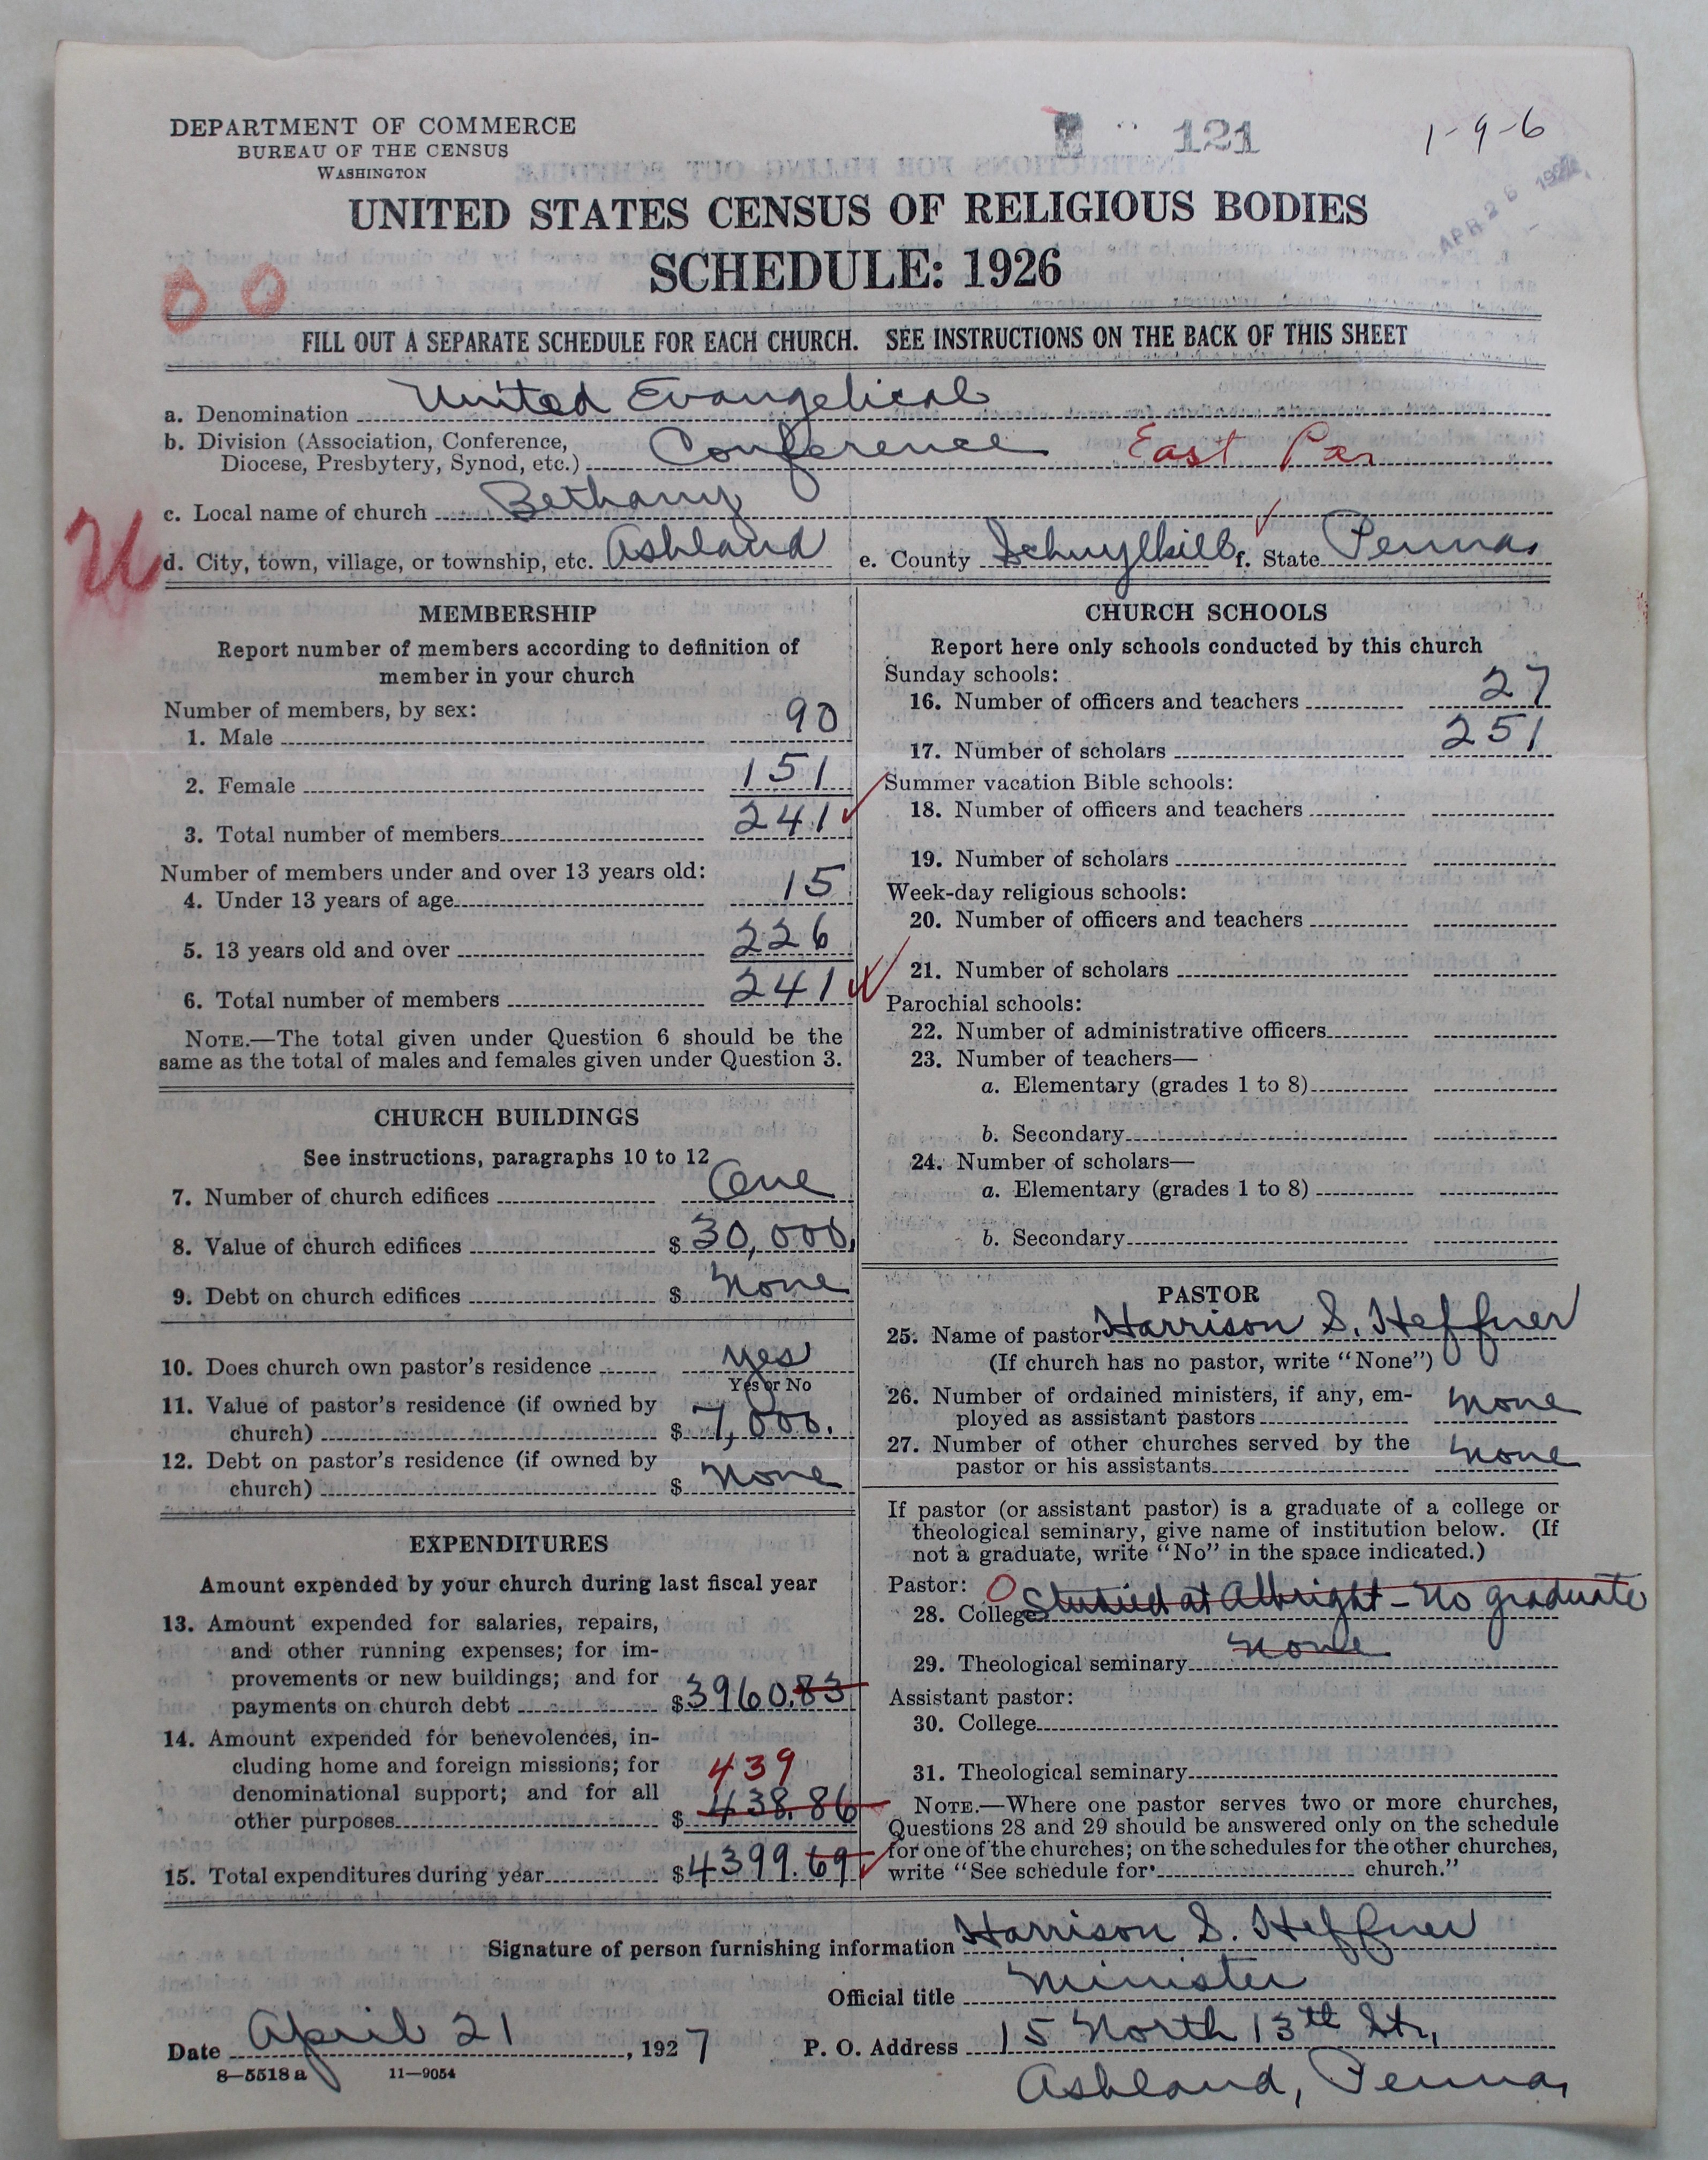 DEPARTMENT OF COMMERCE
BUREAU OF THE CENSUS
WASHINGTON
121
1-9-6
APR 26 192
UNITED STATES CENSUS OF RELIGIOUS BODIES
SCHEDULE: 1926
0 0
FILL OUT A SEPARATE SCHEDULE FOR EACH CHURCH. SEE INSTRUCTIONS ON THE BACK OF THIS SHEET
a. Denomination United Evangelical
b. Division (Association, Conference,
Diocese, Presbytery, Synod, etc.) Conference East Pa
c. Local name of church Bethany
U
d. City, town, village, or township, etc. Ashland e. County Schuylkill f. State Penna.
MEMBERSHIP
Report number of members according to definition of
member in your church
Number of members, by sex:
1. Male 90
2. Female 151
3. Total number of members 241
Number of members under and over 13 years old:
4. Under 13 years of age 15
5. 13 years old and over 226
6. Total number of members 241
NOTE.—The total given under Question 6 should be the
same as the total of males and females given under Question 3.
CHURCH BUILDINGS
See instructions, paragraphs 10 to 12
7. Number of church edifices One
8. Value of church edifices $ 30,000.
9. Debt on church edifices $ None
10. Does church own pastor's residence yes
Yes or No
11. Value of pastor's residence (if owned by
church) $ 7,000.
12. Debt on pastor's residence (if owned by
church) $ None
EXPENDITURES
Amount expended by your church during last fiscal year
13. Amount expended for salaries, repairs,
and other running expenses; for im-
provements or new buildings; and for
payments on church debt $ 3960.83
14. Amount expended for benevolences, in-
cluding home and foreign missions; for 439
denominational support; and for all
other purposes $ 438.86
15. Total expenditures during year $ 4399.69
CHURCH SCHOOLS
Report here only schools conducted by this church
Sunday schools:
16. Number of officers and teachers 27
17. Number of scholars 251
Summer vacation Bible schools:
18. Number of officers and teachers
19. Number of scholars
Week-day religious schools:
20. Number of officers and teachers
21. Number of scholars
Parochial schools:
22. Number of administrative officers
23. Number of teachers—
a. Elementary (grades 1 to 8)
b. Secondary
24. Number of scholars—
a. Elementary (grades 1 to 8)
b. Secondary
PASTOR
25. Name of pastor Harrison S. Heffner
(If church has no pastor, write "None")
26. Number of ordained ministers, if any, em-
ployed as assistant pastors None
27. Number of other churches served by the
pastor or his assistants None
If pastor (or assistant pastor) is a graduate of a college or
theological seminary, give name of institution below. (If
not a graduate, write "No" in the space indicated.)
Pastor: 0
28. College Studied at Albright - No graduate
29. Theological seminary None
Assistant pastor:
30. College
31. Theological seminary
NOTE.—Where one pastor serves two or more churches,
Questions 28 and 29 should be answered only on the schedule
for one of the churches; on the schedules for the other churches,
write "See schedule for church."
Signature of person furnishing information Harrison S. Heffner
Official title Minister
Date April 21, 1927 P. O. Address 15 North 13th Str,
8—5518 a 11—9054
Ashland, Penna,